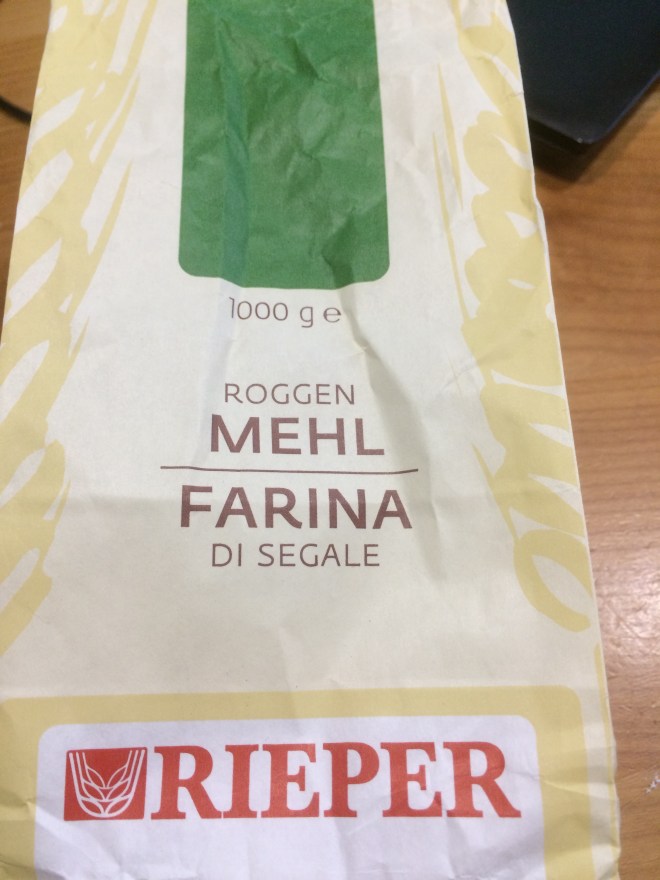 1000 g e
ROGGEN
MEHL
FARINA
DI SEGALE
RIEPER